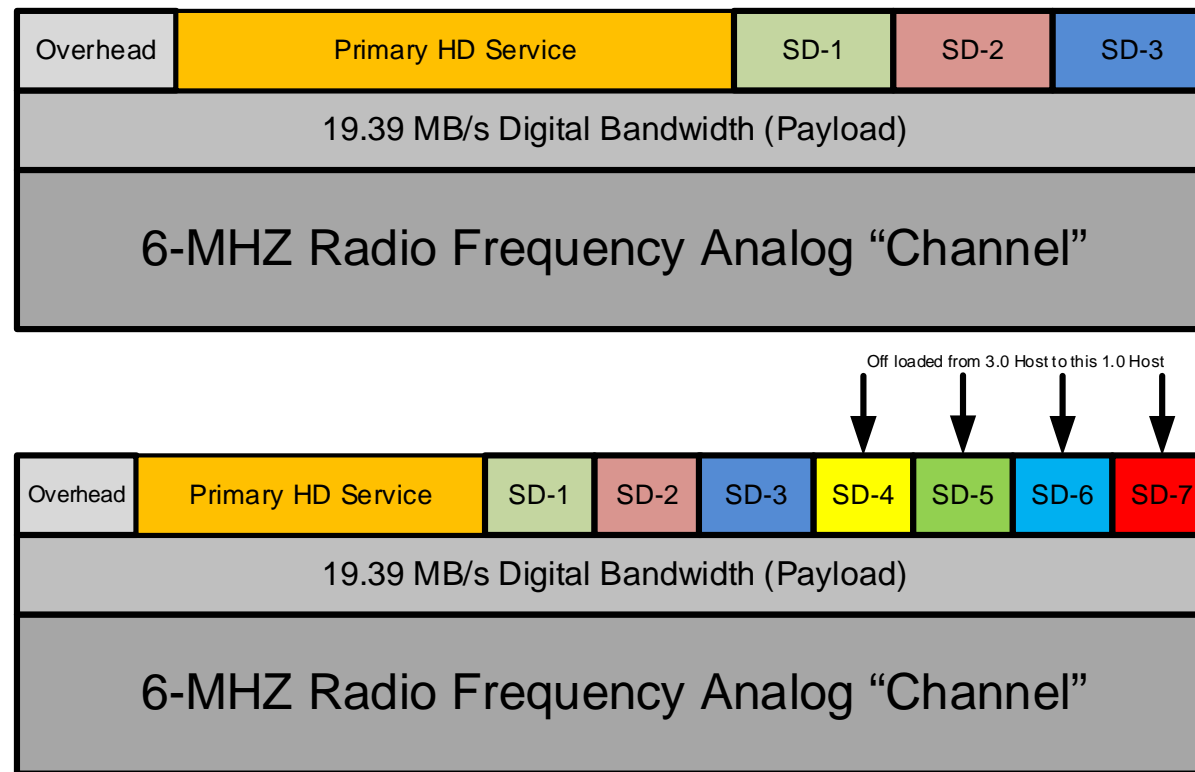 Overhead Primary HD Service SD-1 SD-2 SD-3
19.39 MB/s Digital Bandwidth (Payload)
6-MHZ Radio Frequency Analog “Channel”
Off loaded from 3.0 Host to this 1.0 Host
Overhead Primary HD Service SD-1 SD-2 SD-3 SD-4 SD-5 SD-6 SD-7
19.39 MB/s Digital Bandwidth (Payload)
6-MHZ Radio Frequency Analog “Channel”